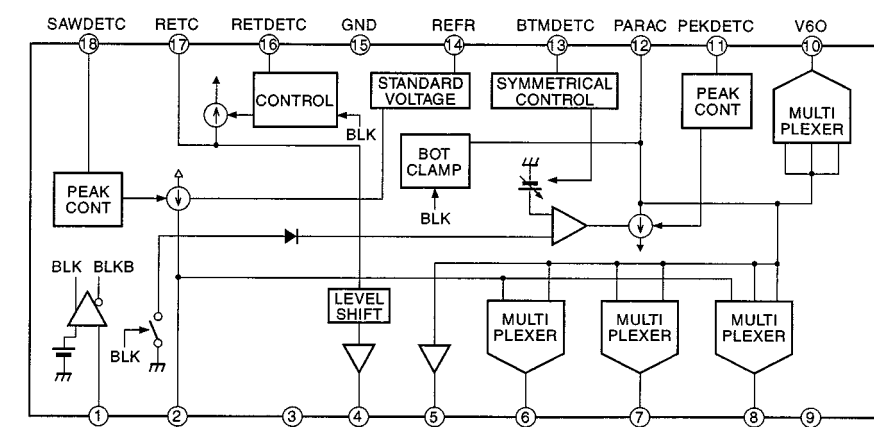 SAWDETC RETC RETDETC GND REFR BTMDETC PARAC PEKDETC V6O
18 17 16 15 14 13 12 11 10
CONTROL
BLK
STANDARD
VOLTAGE
SYMMETRICAL
CONTROL
PEAK
CONT
MULTI
PLEXER
BOT
CLAMP
BLK
PEAK
CONT
BLK BLKB
BLK
LEVEL
SHIFT
MULTI
PLEXER
MULTI
PLEXER
MULTI
PLEXER
1 2 3 4 5 6 7 8 9